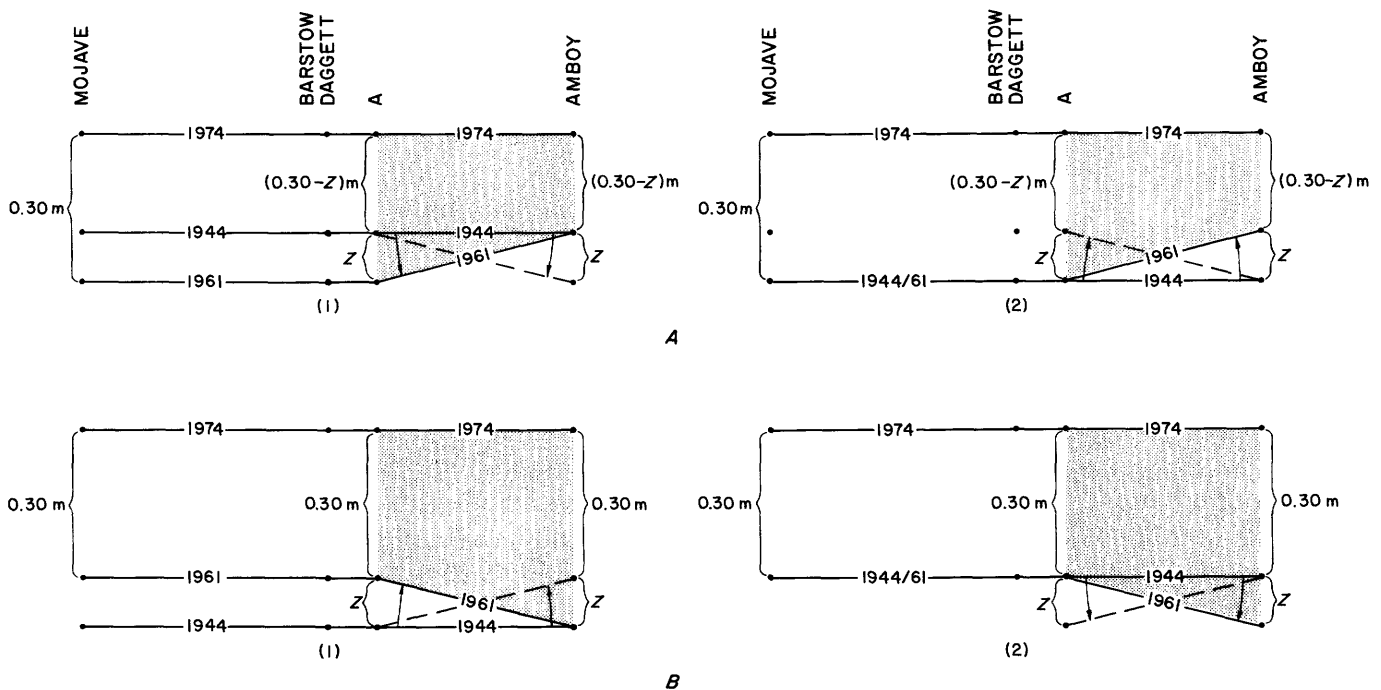 MOJAVE
BARSTOW
DAGGETT
A
AMBOY
1974
1974
0.30 m
(0.30-Z)m
(0.30-Z)m
1944
1944
Z
1961
Z
1961
(1)
MOJAVE
BARSTOW
DAGGETT
A
AMBOY
1974
1974
0.30 m
(0.30-Z)m
(0.30-Z)m
Z
1961
Z
1944/61
1944
(2)
A
1974
1974
0.30 m
0.30 m
0.30 m
1961
Z
1961
Z
1944
1944
(1)
1974
1974
0.30 m
0.30 m
0.30 m
1944/61
1944
Z
1961
Z
(2)
B